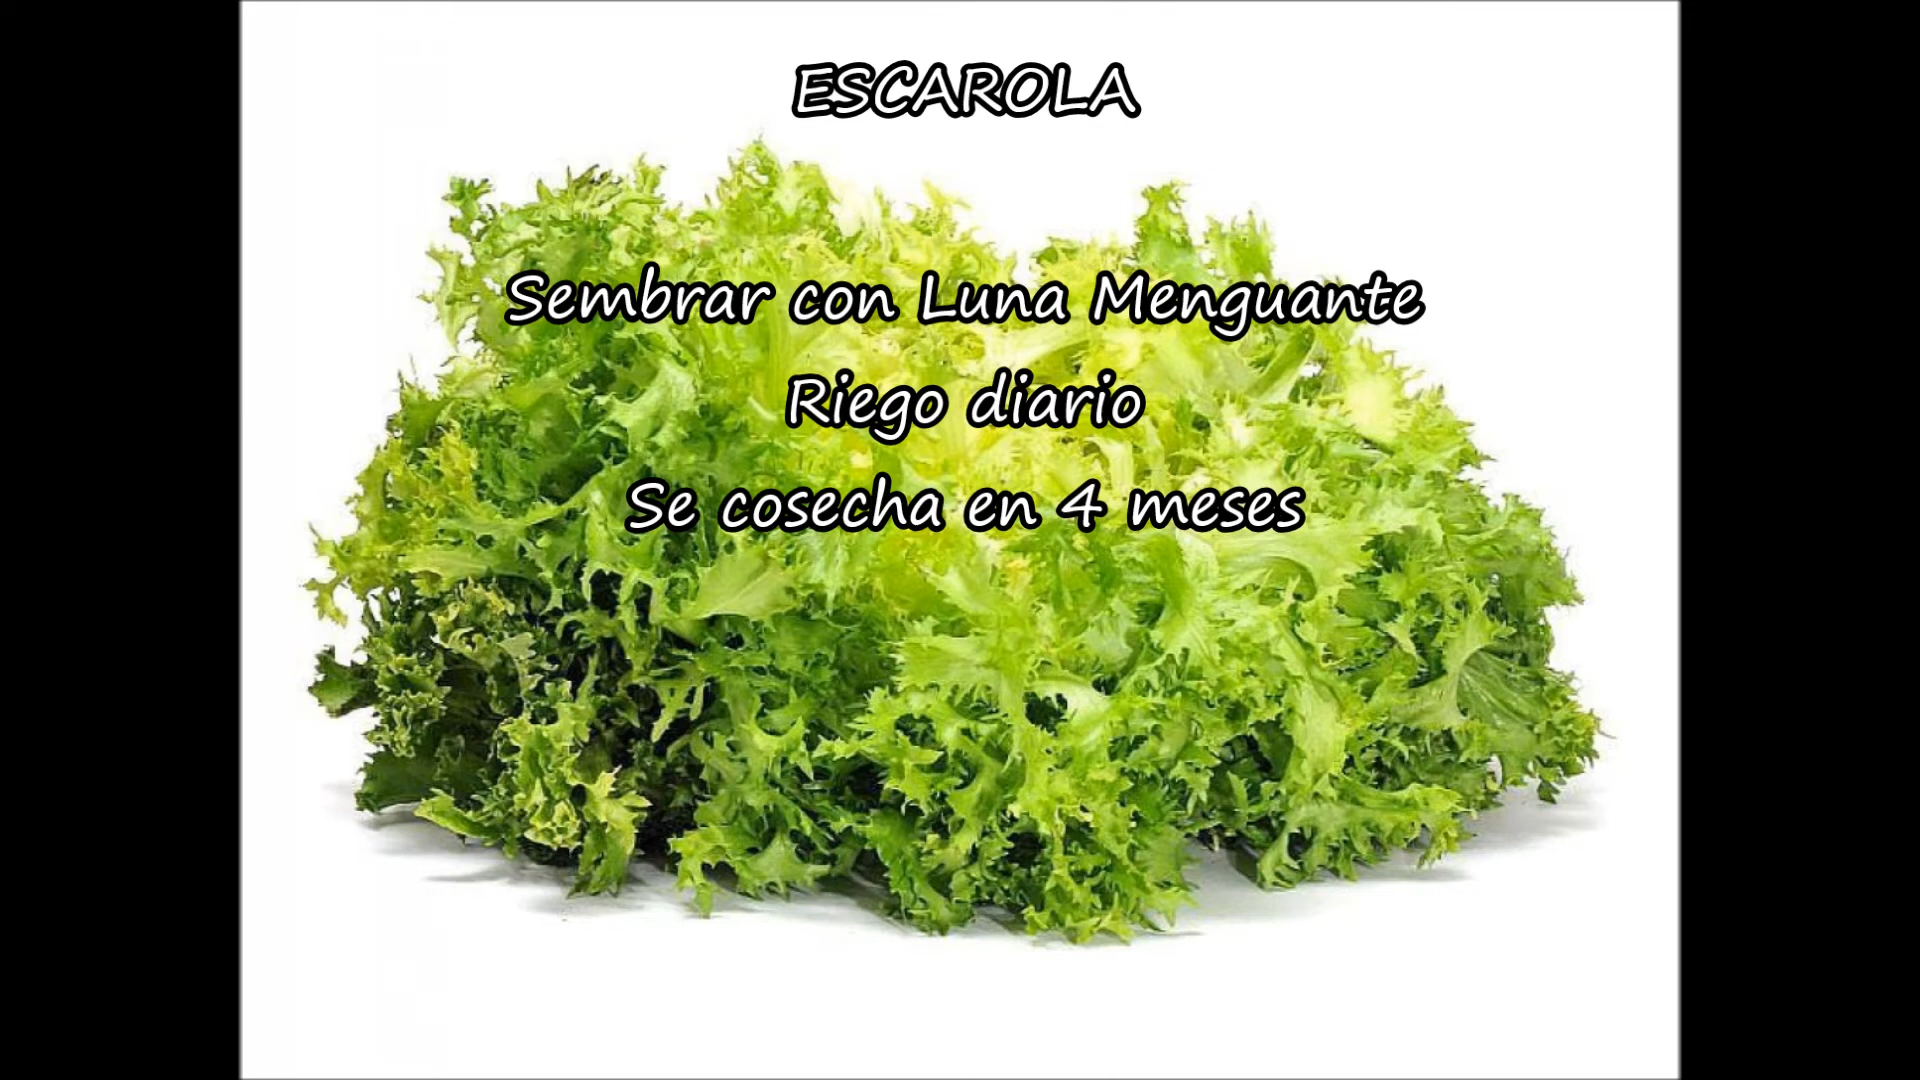 ESCAROLA
Sembrar con Luna Menguante
Riego diario
Se cosecha en 4 meses